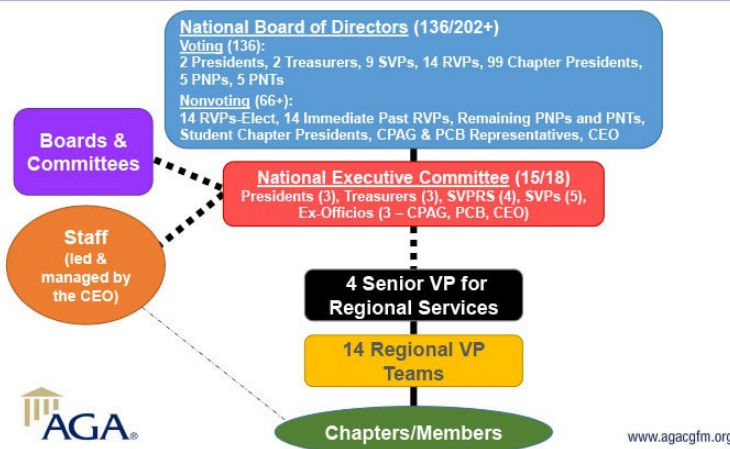 National Board of Directors (136/202+)
Voting (136):
2 Presidents, 2 Treasurers, 9 SVPs, 14 RVPs, 99 Chapter Presidents,
5 PNPs, 5 PNTs
Nonvoting (66+):
14 RVPs-Elect, 14 Immediate Past RVPs, Remaining PNPs and PNTs,
Student Chapter Presidents, CPAG & PCB Representatives, CEO
Boards &
Committees
National Executive Committee (15/18)
Presidents (3), Treasurers (3), SVPRS (4), SVPs (5),
Ex-Officios (3 – CPAG, PCB, CEO)
Staff
(led &
managed by
the CEO)
4 Senior VP for
Regional Services
14 Regional VP
Teams
Chapters/Members
AGA®
www.agacgfm.org